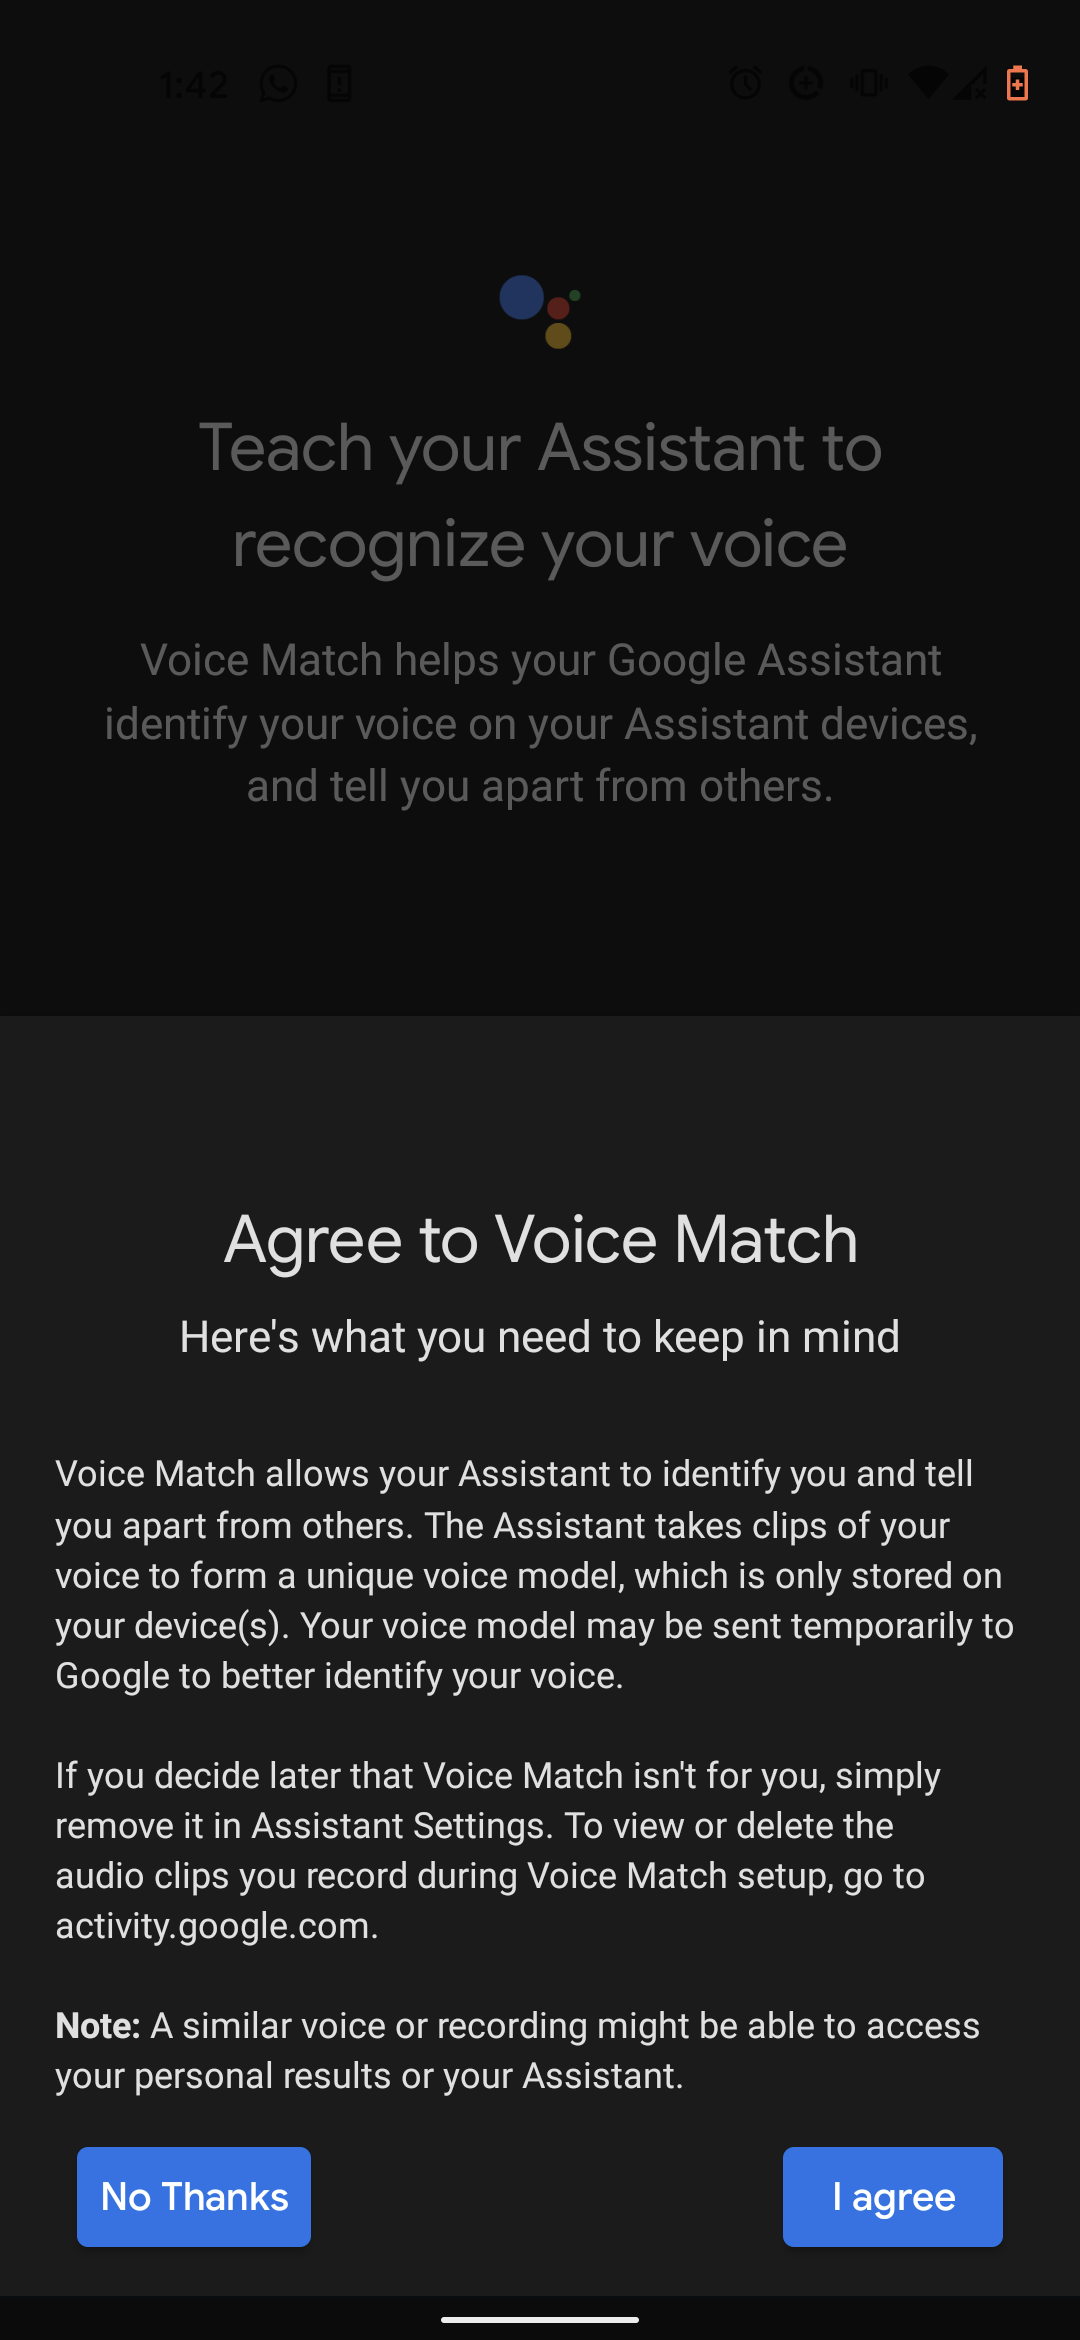 1:42
Teach your Assistant to
recognize your voice
Voice Match helps your Google Assistant
identify your voice on your Assistant devices,
and tell you apart from others.
Agree to Voice Match
Here's what you need to keep in mind
Voice Match allows your Assistant to identify you and tell
you apart from others. The Assistant takes clips of your
voice to form a unique voice model, which is only stored on
your device(s). Your voice model may be sent temporarily to
Google to better identify your voice.
If you decide later that Voice Match isn't for you, simply
remove it in Assistant Settings. To view or delete the
audio clips you record during Voice Match setup, go to
activity.google.com.
Note: A similar voice or recording might be able to access
your personal results or your Assistant.
No Thanks
I agree